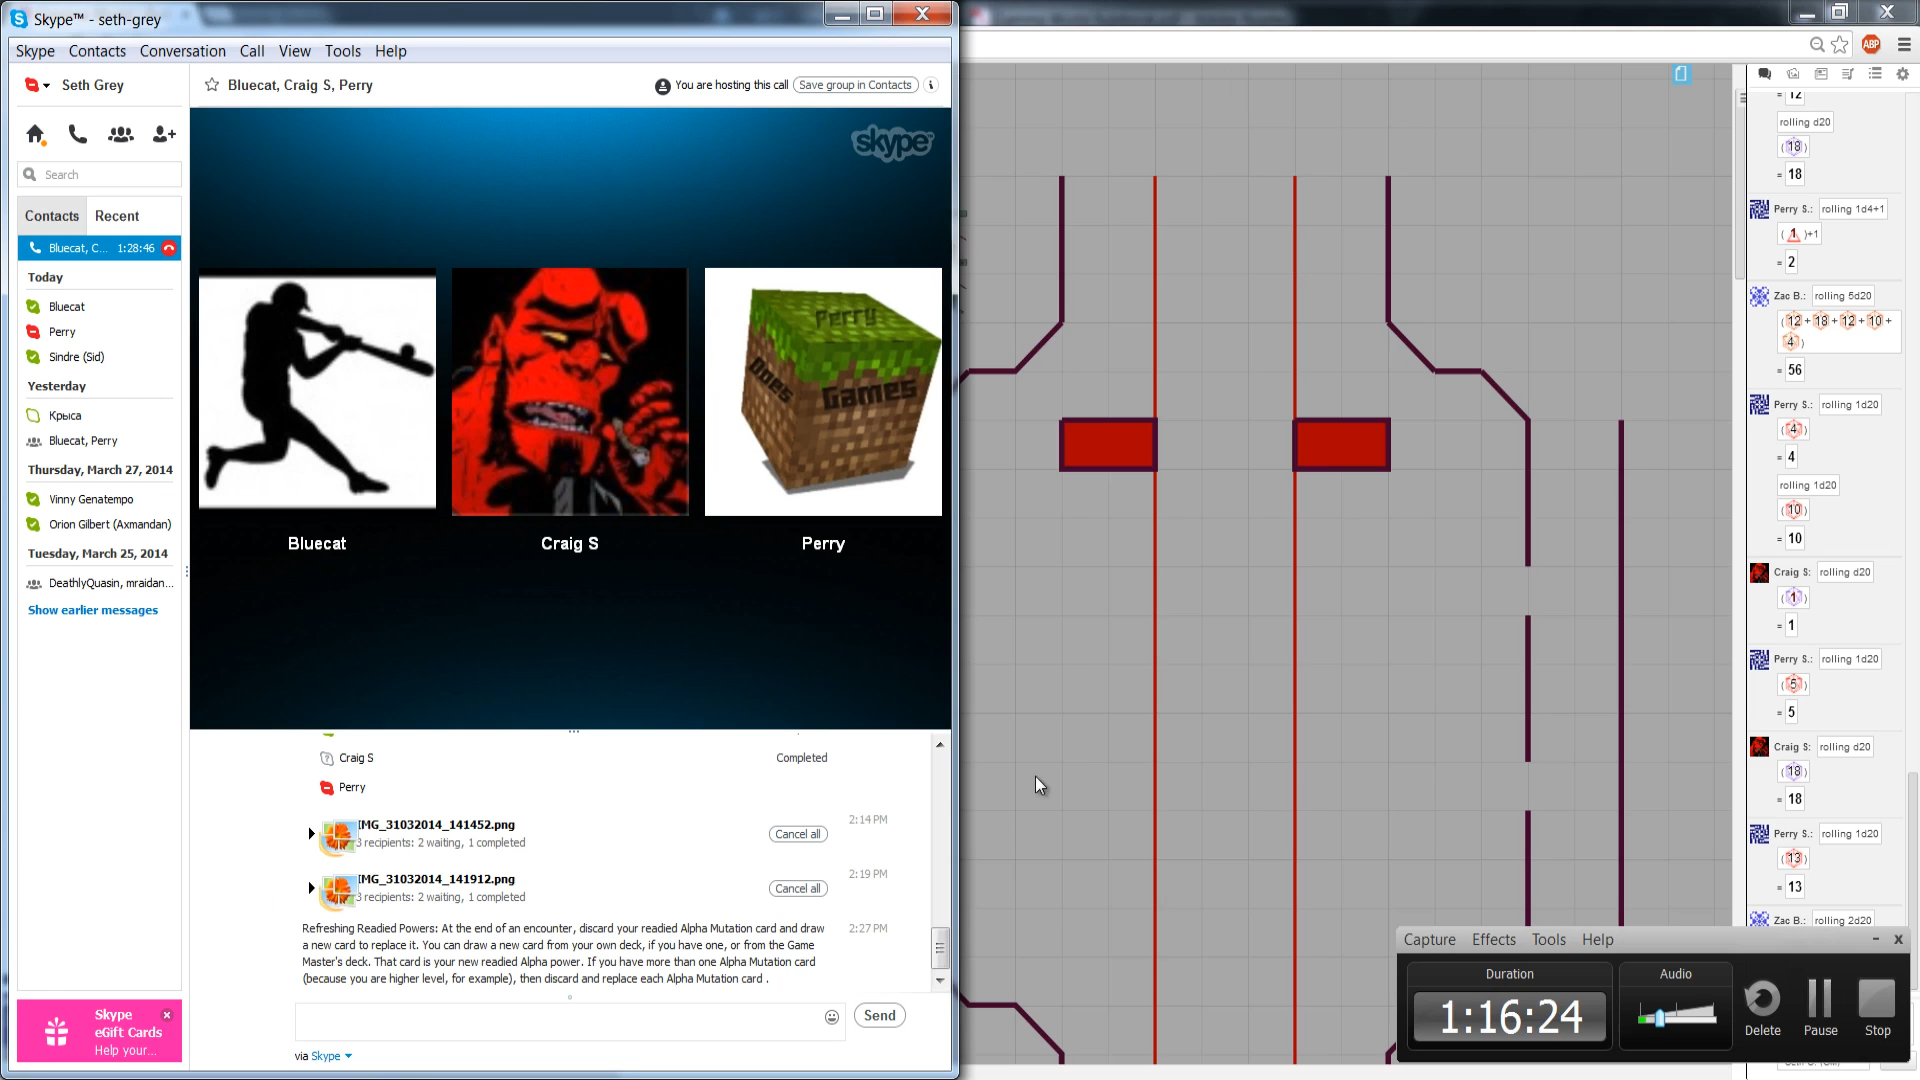 Skype™ - seth-grey
Skype Contacts Conversation Call View Tools Help
Seth Grey
Bluecat, Craig S, Perry
You are hosting this call
Save group in Contacts
Search
Contacts Recent
Bluecat, C... 1:28:46
Today
Bluecat
Perry
Sindre (Sid)
Yesterday
Крыса
Bluecat, Perry
Thursday, March 27, 2014
Vinny Genatempo
Orion Gilbert (Axmandan)
Tuesday, March 25, 2014
DeathlyQuasin, mraidan...
Show earlier messages
Skype
eGift Cards
Help your...
skype
Perry
Does
Games
Bluecat
Craig S
Perry
Craig S Completed
Perry
IMG_31032014_141452.png
3 recipients: 2 waiting, 1 completed
Cancel all
2:14 PM
IMG_31032014_141912.png
3 recipients: 2 waiting, 1 completed
Cancel all
2:19 PM
Refreshing Readied Powers: At the end of an encounter, discard your readied Alpha Mutation card and draw
2:27 PM
a new card to replace it. You can draw a new card from your own deck, if you have one, or from the Game
Master's deck. That card is your new readied Alpha power. If you have more than one Alpha Mutation card
(because you are higher level, for example), then discard and replace each Alpha Mutation card .
Send
via Skype
ABP
= 12
rolling d20
(18)
= 18
Perry S.: rolling 1d4+1
(1)+1
= 2
Zac B.: rolling 5d20
(12+18+12+10+
4)
= 56
Perry S.: rolling 1d20
(4)
= 4
rolling 1d20
(10)
= 10
Craig S: rolling d20
(1)
= 1
Perry S.: rolling 1d20
(5)
= 5
Craig S: rolling d20
(18)
= 18
Perry S.: rolling 1d20
(13)
= 13
Zac B.: rolling 2d20
Capture Effects Tools Help
Duration
1:16:24
Audio
Delete
Pause
Stop